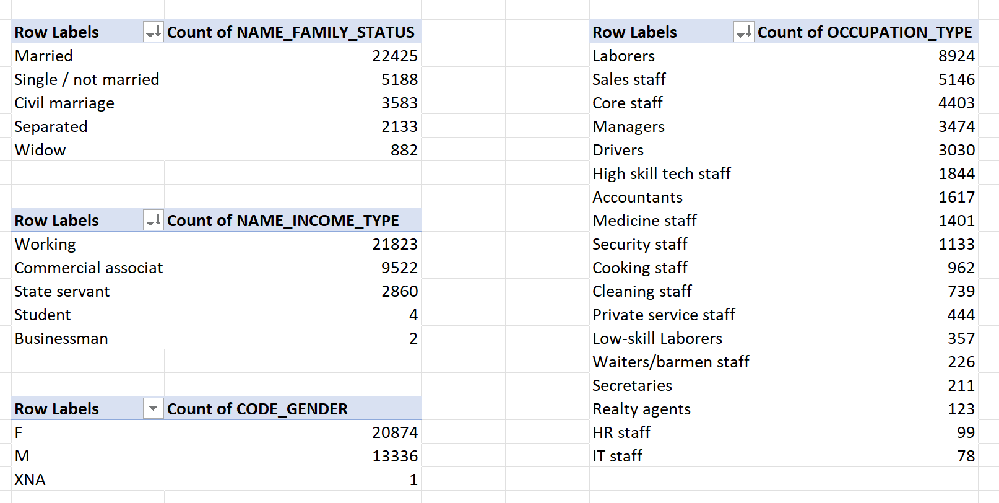 Row Labels Count of NAME_FAMILY_STATUS
Married 22425
Single / not married 5188
Civil marriage 3583
Separated 2133
Widow 882
Row Labels Count of NAME_INCOME_TYPE
Working 21823
Commercial associat 9522
State servant 2860
Student 4
Businessman 2
Row Labels Count of CODE_GENDER
F 20874
M 13336
XNA 1
Row Labels Count of OCCUPATION_TYPE
Laborers 8924
Sales staff 5146
Core staff 4403
Managers 3474
Drivers 3030
High skill tech staff 1844
Accountants 1617
Medicine staff 1401
Security staff 1133
Cooking staff 962
Cleaning staff 739
Private service staff 444
Low-skill Laborers 357
Waiters/barmen staff 226
Secretaries 211
Realty agents 123
HR staff 99
IT staff 78